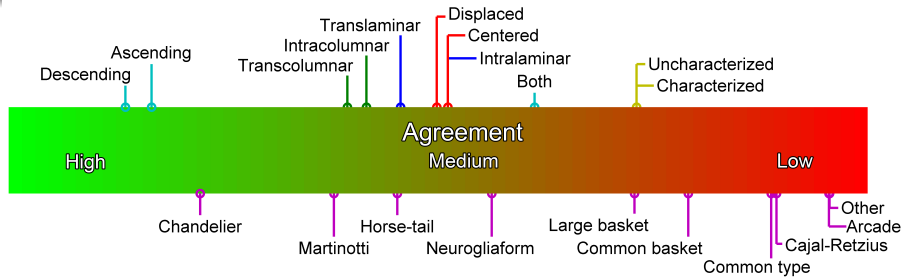 Displaced
Translaminar
Centered
Ascending
Intracolumnar
Intralaminar
Descending
Transcolumnar
Both
Uncharacterized
Characterized
Agreement
High
Medium
Low
Chandelier
Martinotti
Horse-tail
Neurogliaform
Large basket
Common basket
Common type
Cajal-Retzius
Arcade
Other